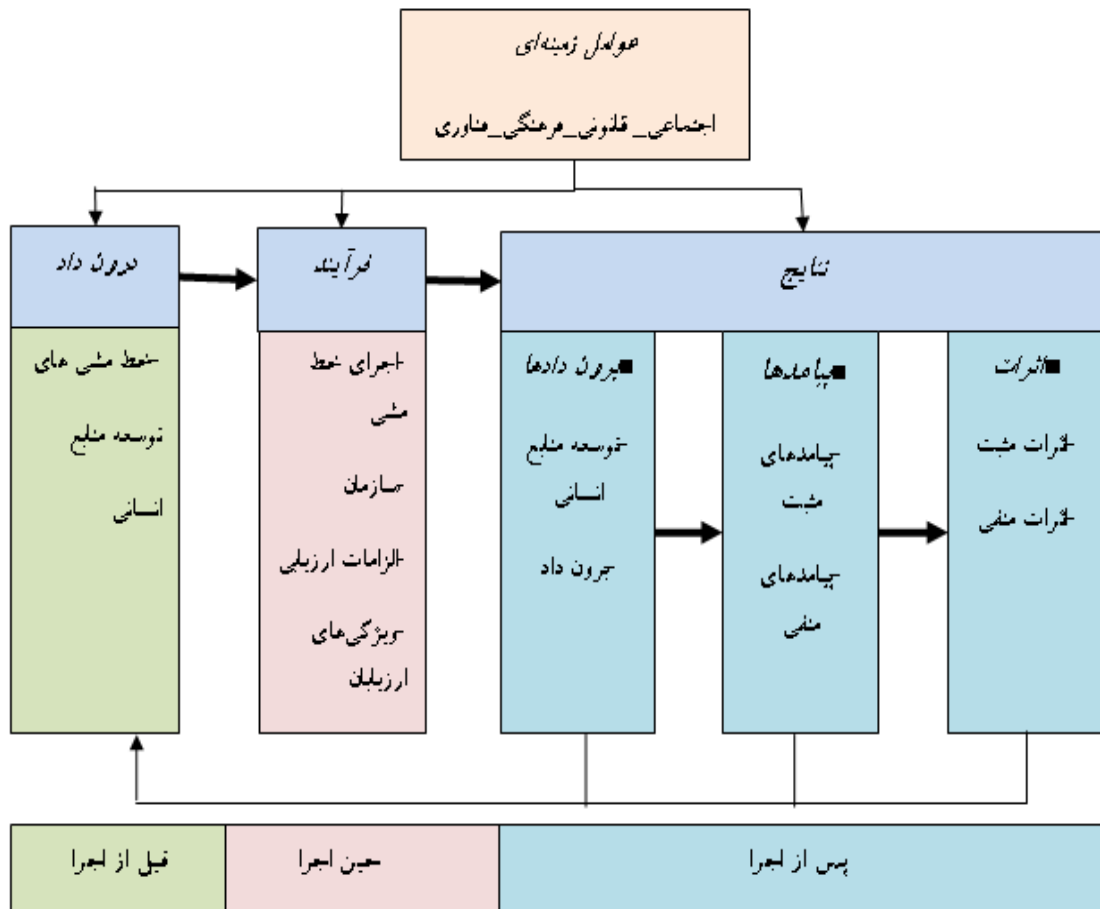 عوامل زمینه‌ای
اجتماعی_ قانونی_فرهنگی_فناوری
درون داد
فرآیند
نتایج
-خط مشی های
توسعه منابع
انسانی
-اجرای خط
مشی
-سازمان
-الزامات ارزیابی
-ویژگی‌های
ارزیابان
■برون دادها
-توسعه منابع
انسانی
-برون داد
■پیامدها
-پیامدهای
مثبت
-پیامدهای
منفی
■اثرات
-اثرات مثبت
-اثرات منفی
قبل از اجرا
حین اجرا
پس از اجرا